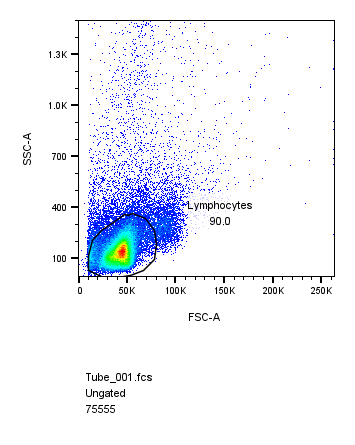 1.3K
1.0K
SSC-A
700
400
Lymphocytes
90.0
100
0 50K 100K 150K 200K 250K
FSC-A
Tube_001.fcs
Ungated
75555